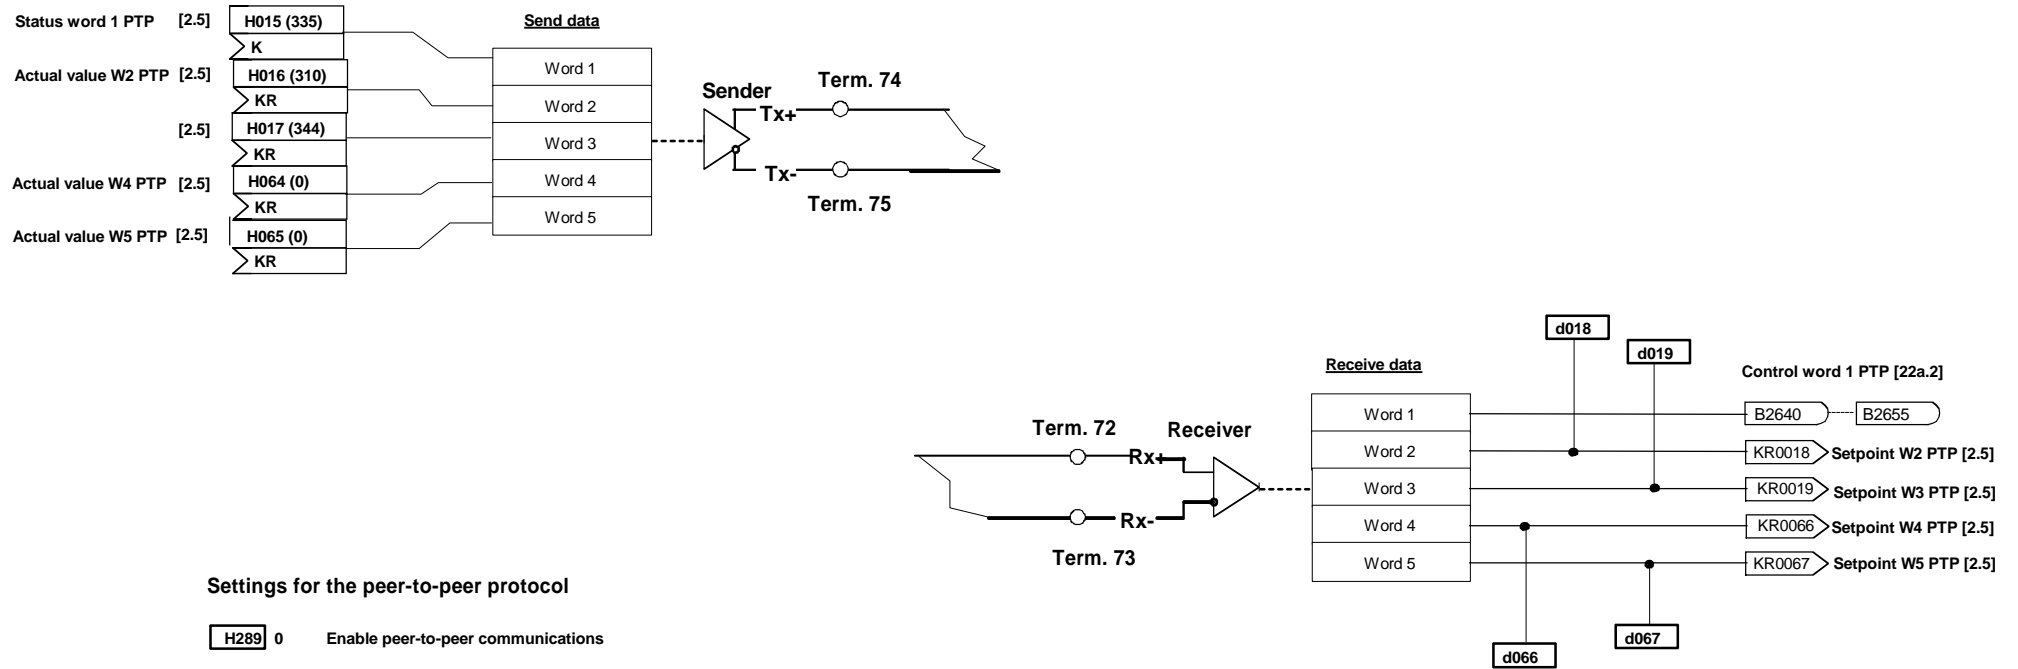 Status word 1 PTP [2.5] H015 (335)
K
Actual value W2 PTP [2.5] H016 (310)
KR
[2.5] H017 (344)
KR
Actual value W4 PTP [2.5] H064 (0)
KR
Actual value W5 PTP [2.5] H065 (0)
KR
Send data
Word 1
Word 2
Word 3
Word 4
Word 5
Sender
Term. 74
Tx+
Tx-
Term. 75
d018
d019
Receive data
Control word 1 PTP [22a.2]
Term. 72
Receiver
Rx+
Rx-
Term. 73
Word 1
B2640 B2655
Word 2
KR0018 Setpoint W2 PTP [2.5]
Word 3
KR0019 Setpoint W3 PTP [2.5]
Word 4
KR0066 Setpoint W4 PTP [2.5]
Word 5
KR0067 Setpoint W5 PTP [2.5]
d067
d066
Settings for the peer-to-peer protocol
H289 0 Enable peer-to-peer communications